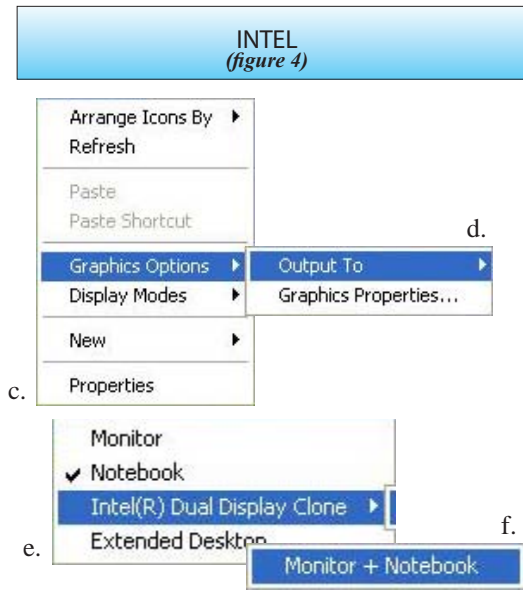 INTEL
(figure 4)
Arrange Icons By
Refresh
Paste
Paste Shortcut
d.
Graphics Options
Output To
Display Modes
Graphics Properties...
New
Properties
c.
Monitor
Notebook
Intel(R) Dual Display Clone
f.
Extended Desktop
e.
Monitor + Notebook